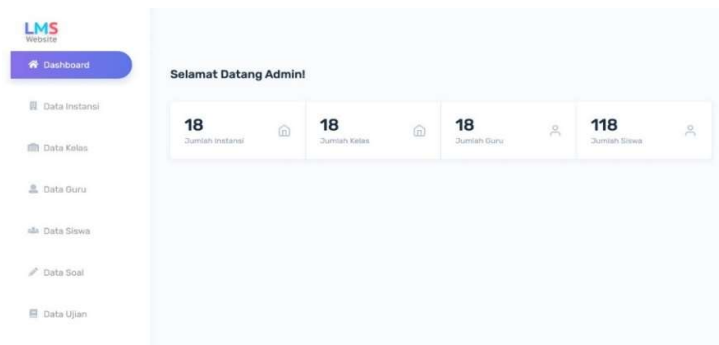 LMS
Website
Dashboard
Data Instansi
Data Kelas
Data Guru
Data Siswa
Data Soal
Data Ujian
Selamat Datang Admin!
18
Jumlah Instansi
18
Jumlah Kelas
18
Jumlah Guru
118
Jumlah Siswa